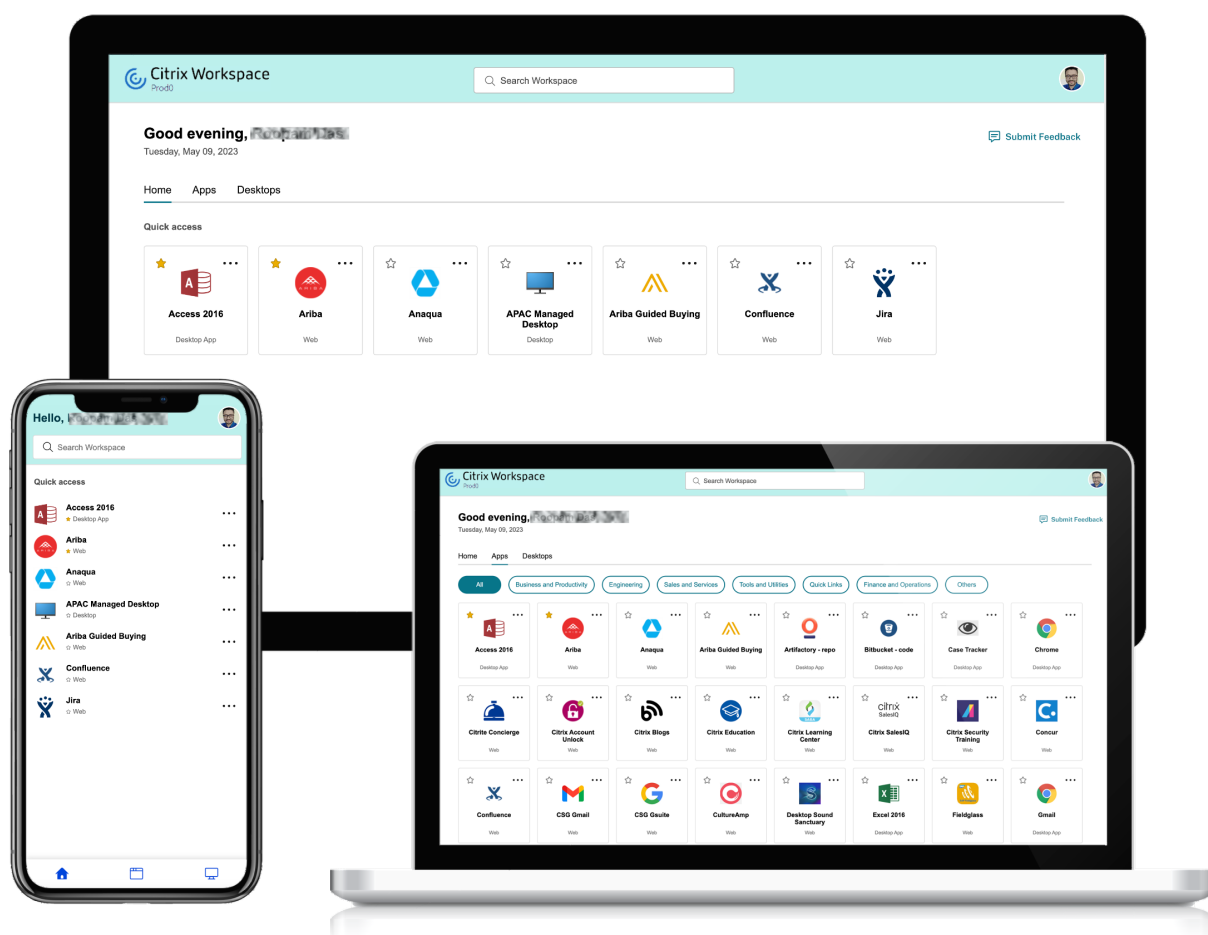 Citrix Workspace
Prod0
Search Workspace
Good evening,
Tuesday, May 09, 2023
Submit Feedback
Home Apps Desktops
Quick access
Access 2016
Desktop App
ARIBA
Ariba
Web
Anaqua
Web
APAC Managed
Desktop
Desktop
Ariba Guided Buying
Web
Confluence
Web
Jira
Web
Hello,
Search Workspace
Quick access
Access 2016
Desktop App
Ariba
Web
Anaqua
Web
APAC Managed Desktop
Desktop
Ariba Guided Buying
Web
Confluence
Web
Jira
Web
Citrix Workspace
Prod0
Search Workspace
Good evening,
Tuesday, May 09, 2023
Submit Feedback
Home Apps Desktops
All Business and Productivity Engineering Sales and Services Tools and Utilities Quick Links Finance and Operations Others
Access 2016
Desktop App
Ariba
Web
Anaqua
Web
Ariba Guided Buying
Web
Artifactory - repo
Desktop App
Bitbucket - code
Desktop App
Case Tracker
Desktop App
Chrome
Desktop App
Citrite Concierge
Web
Citrix Account
Unlock
Web
Citrix Blogs
Web
Citrix Education
Web
Citrix Learning
Center
Web
citrix
SalesIQ
Citrix SalesIQ
Web
Citrix Security
Training
Web
Concur
Web
Confluence
Web
CSG Gmail
Web
CSG Gsuite
Web
CultureAmp
Web
Desktop Sound
Sanctuary
Web
Excel 2016
Desktop App
Fieldglass
Web
Gmail
Desktop App